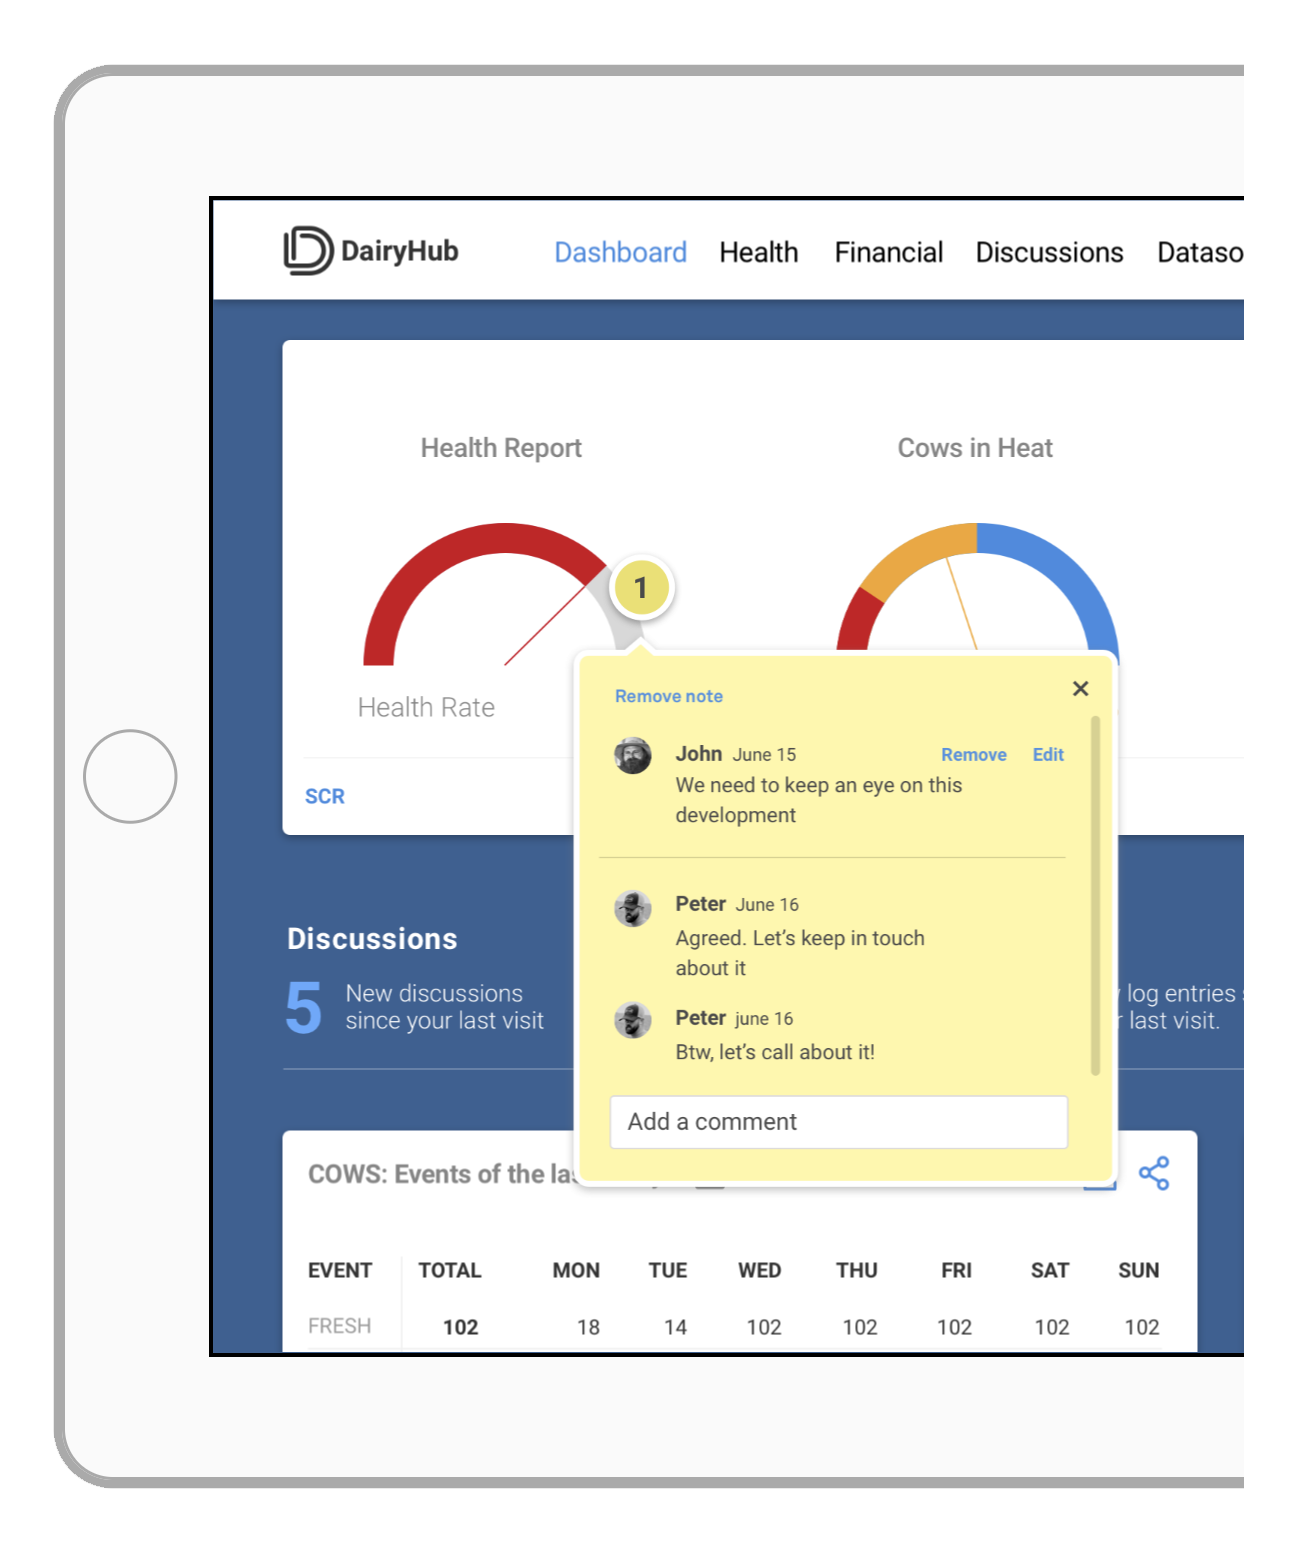 DairyHub
Dashboard Health Financial Discussions Dataso
Health Report
Cows in Heat
1
Health Rate
SCR
Remove note
John June 15 Remove Edit
We need to keep an eye on this
development
Peter June 16
Agreed. Let's keep in touch
about it
Peter june 16
Btw, let's call about it!
Add a comment
Discussions
5
New discussions
since your last visit
log entries
last visit.
COWS: Events of the
EVENT TOTAL MON TUE WED THU FRI SAT SUN
FRESH 102 18 14 102 102 102 102 102